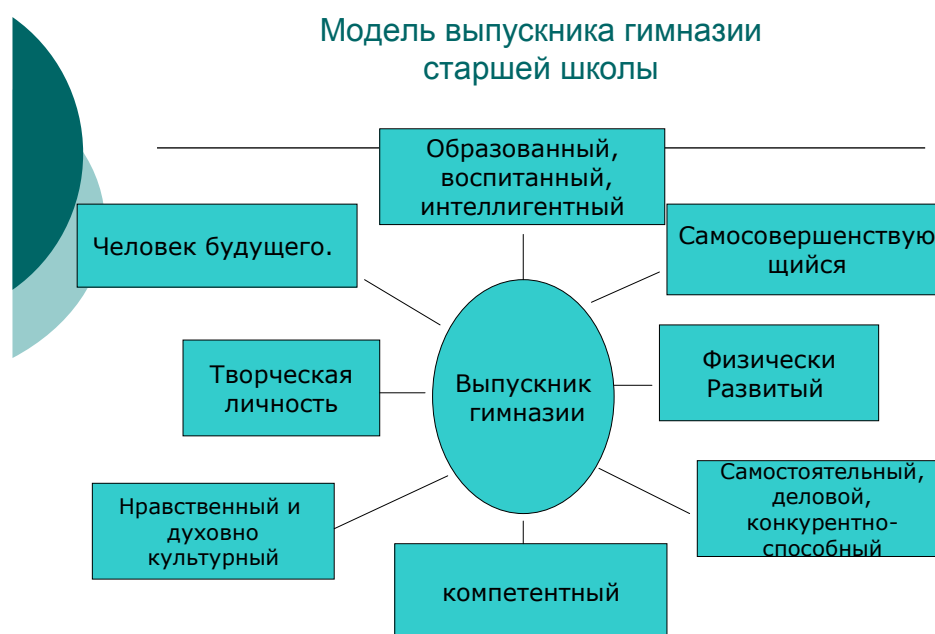 Модель выпускника гимназии
старшей школы
Образованный,
воспитанный,
интеллигентный
Человек будущего.
Самосовершенствую
щийся
Творческая
личность
Выпускник
гимназии
Физически
Развитый
Нравственный и
духовно
культурный
Самостоятельный,
деловой,
конкурентно-
способный
компетентный